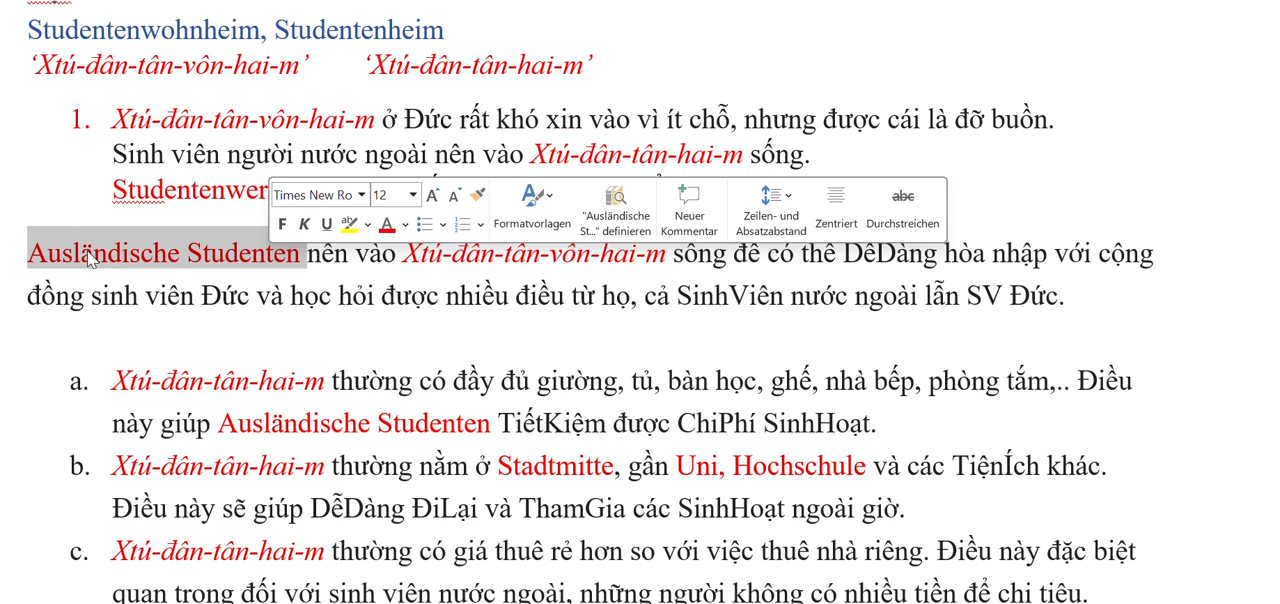 Studentenwohnheim, Studentenheim
‘Xtú-đân-tân-vôn-hai-m’ ‘Xtú-đân-tân-hai-m’
1. Xtú-đân-tân-vôn-hai-m ở Đức rất khó xin vào vì ít chỗ, nhưng được cái là đỡ buồn.
Sinh viên người nước ngoài nên vào Xtú-đân-tân-hai-m sống.
Studentenwer
Times New Ro 12
"Ausländische Neuer Zeilen- und
F K U Formatvorlagen St..." definieren Kommentar Absatzabstand Zentriert Durchstreichen
Ausländische Studenten nên vào Xtú-đân-tân-vôn-hai-m sống để có thể DễDàng hòa nhập với cộng
đồng sinh viên Đức và học hỏi được nhiều điều từ họ, cả SinhViên nước ngoài lẫn SV Đức.
a. Xtú-đân-tân-hai-m thường có đầy đủ giường, tủ, bàn học, ghế, nhà bếp, phòng tắm,.. Điều
này giúp Ausländische Studenten TiếtKiệm được ChiPhí SinhHoạt.
b. Xtú-đân-tân-hai-m thường nằm ở Stadtmitte, gần Uni, Hochschule và các TiệnÍch khác.
Điều này sẽ giúp DễDàng ĐiLại và ThamGia các SinhHoạt ngoài giờ.
c. Xtú-đân-tân-hai-m thường có giá thuê rẻ hơn so với việc thuê nhà riêng. Điều này đặc biệt
quan trọng đối với sinh viên nước ngoài, những người không có nhiều tiền để chi tiêu.